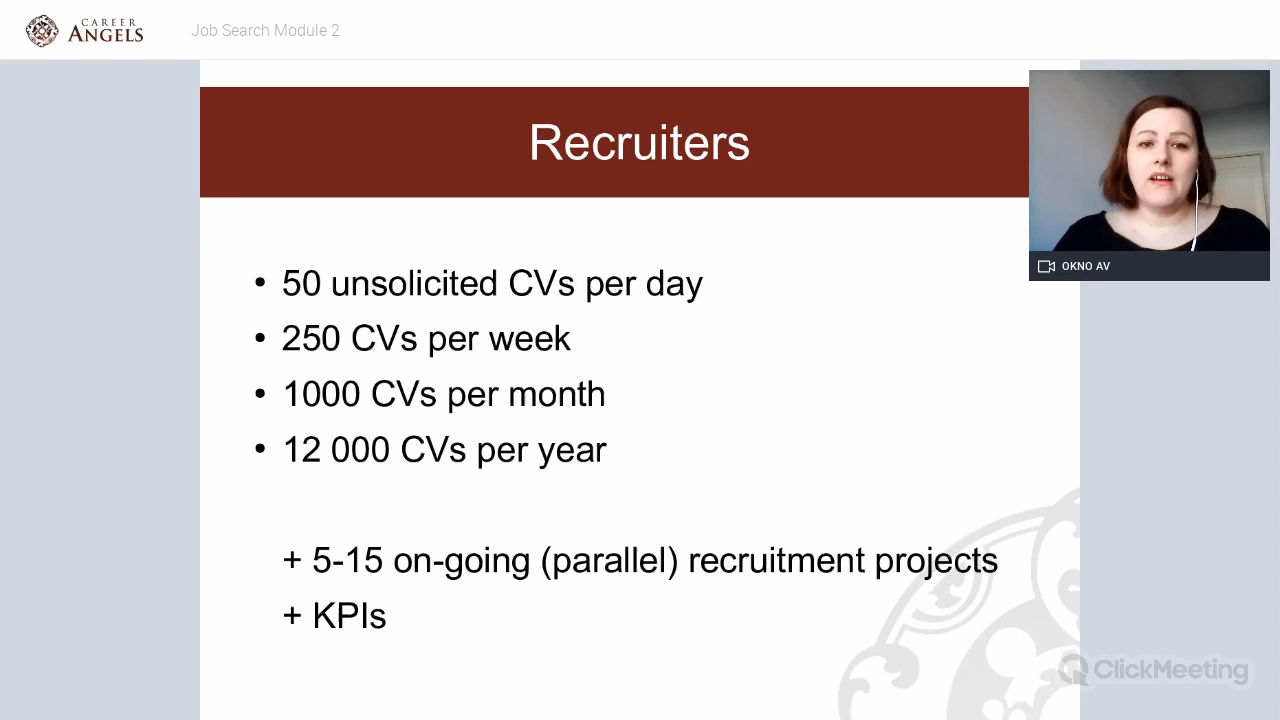 CAREER
ANGELS
Job Search Module 2
Recruiters
OKNO AV
• 50 unsolicited CVs per day
• 250 CVs per week
• 1000 CVs per month
• 12 000 CVs per year
+ 5-15 on-going (parallel) recruitment projects
+ KPIs
ClickMeeting